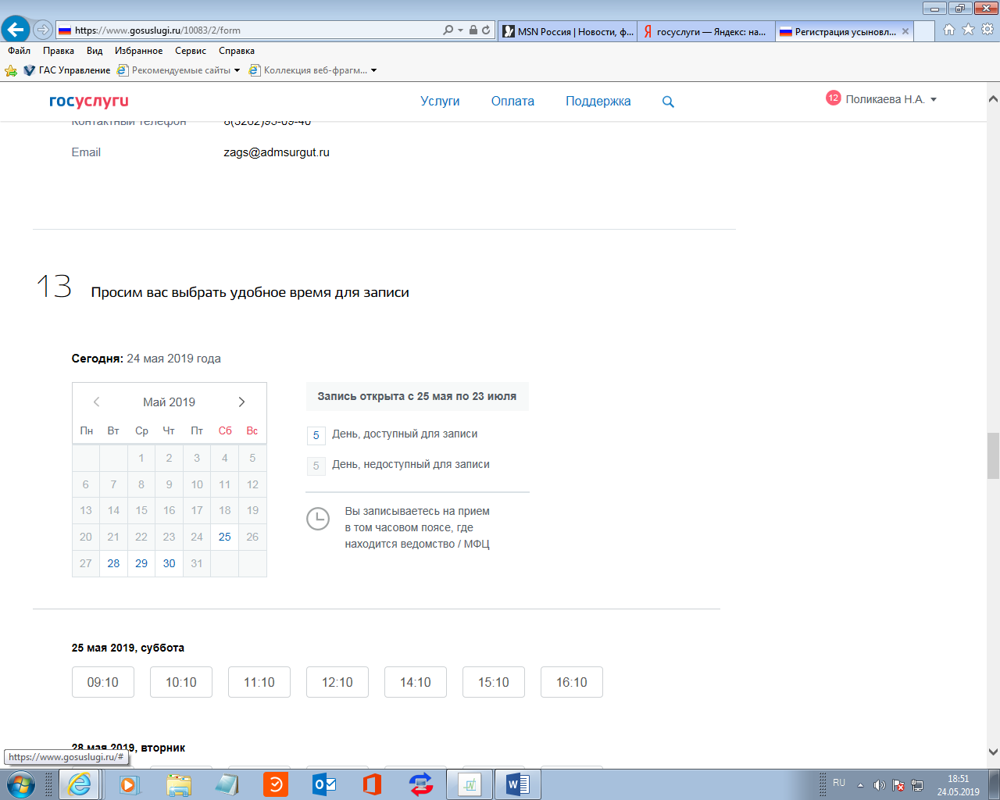 https://www.gosuslugi.ru/10083/2/form
MSN Россия | Новости, ф...
госуслуги — Яндекс: на...
Регистрация усыновл...
Файл Правка Вид Избранное Сервис Справка
ГАС Управление Рекомендуемые сайты Коллекция веб-фрагм...
госуслуги Услуги Оплата Поддержка 12 Поликаева Н.А.
Контактный телефон 8(3262)95-09-40
Email zags@admsurgut.ru
13 Просим вас выбрать удобное время для записи
Сегодня: 24 мая 2019 года
Май 2019
Пн Вт Ср Чт Пт Сб Вс
1 2 3 4 5
6 7 8 9 10 11 12
13 14 15 16 17 18 19
20 21 22 23 24 25 26
27 28 29 30 31
Запись открыта с 25 мая по 23 июля
5 День, доступный для записи
5 День, недоступный для записи
Вы записываетесь на прием
в том часовом поясе, где
находится ведомство / МФЦ
25 мая 2019, суббота
09:10 10:10 11:10 12:10 14:10 15:10 16:10
28 мая 2019, вторник
https://www.gosuslugi.ru/#
RU
18:51
24.05.2019